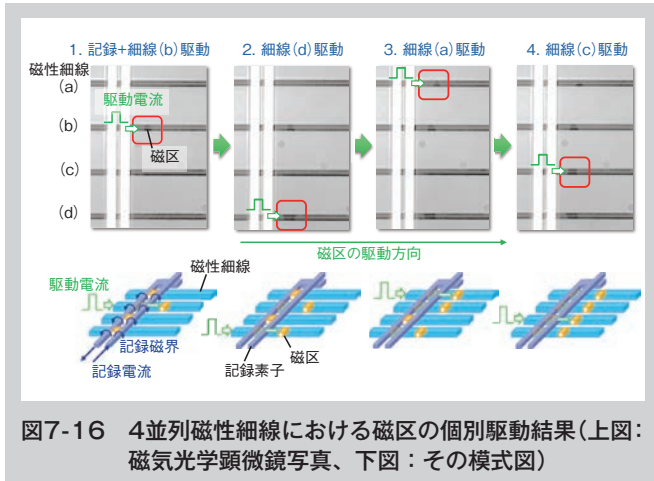 1. 記録+細線(b)駆動
2. 細線(d)駆動
3. 細線(a)駆動
4. 細線(c)駆動
磁性細線
(a)
駆動電流
(b)
磁区
(c)
(d)
磁区の駆動方向
磁性細線
駆動電流
記録磁界
記録電流
磁区
記録素子
図7-16 4並列磁性細線における磁区の個別駆動結果(上図:
磁気光学顕微鏡写真、下図:その模式図)